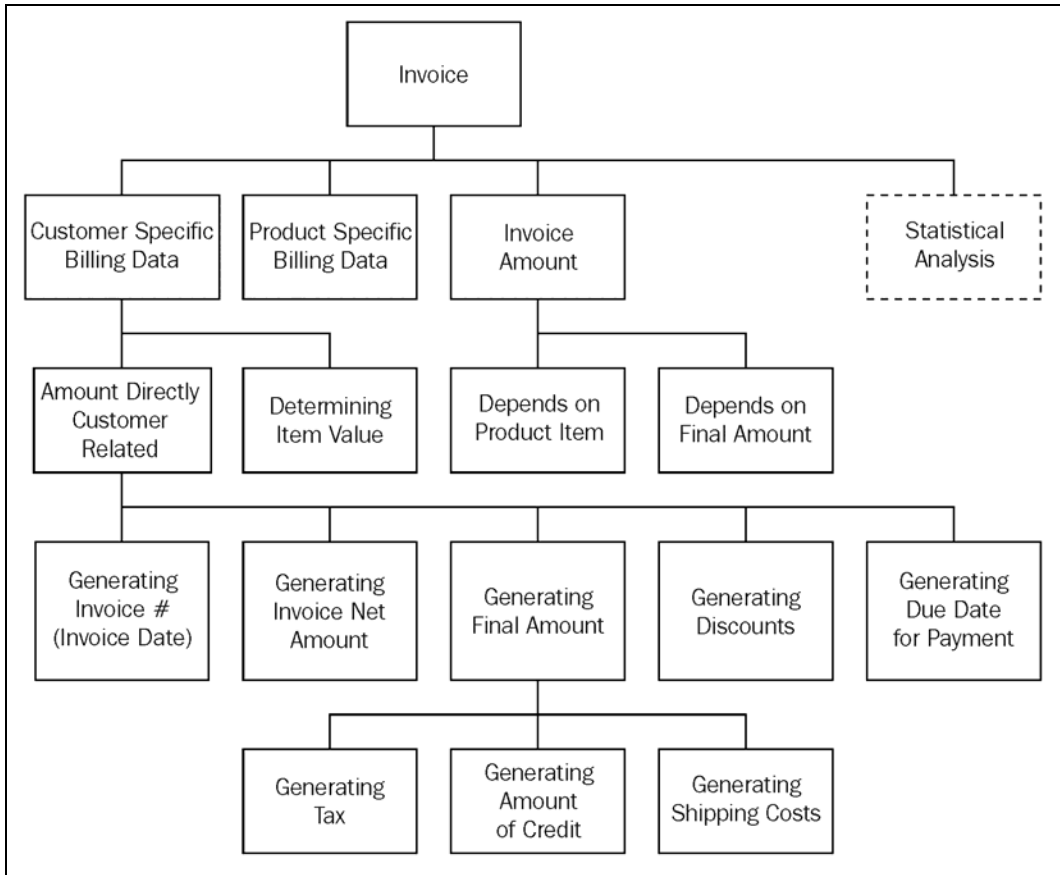 Invoice
Customer Specific
Billing Data
Product Specific
Billing Data
Invoice
Amount
Statistical
Analysis
Amount Directly
Customer
Related
Determining
Item Value
Depends on
Product Item
Depends on
Final Amount
Generating
Invoice #
(Invoice Date)
Generating
Invoice Net
Amount
Generating
Final Amount
Generating
Discounts
Generating
Due Date
for Payment
Generating
Tax
Generating
Amount
of Credit
Generating
Shipping Costs